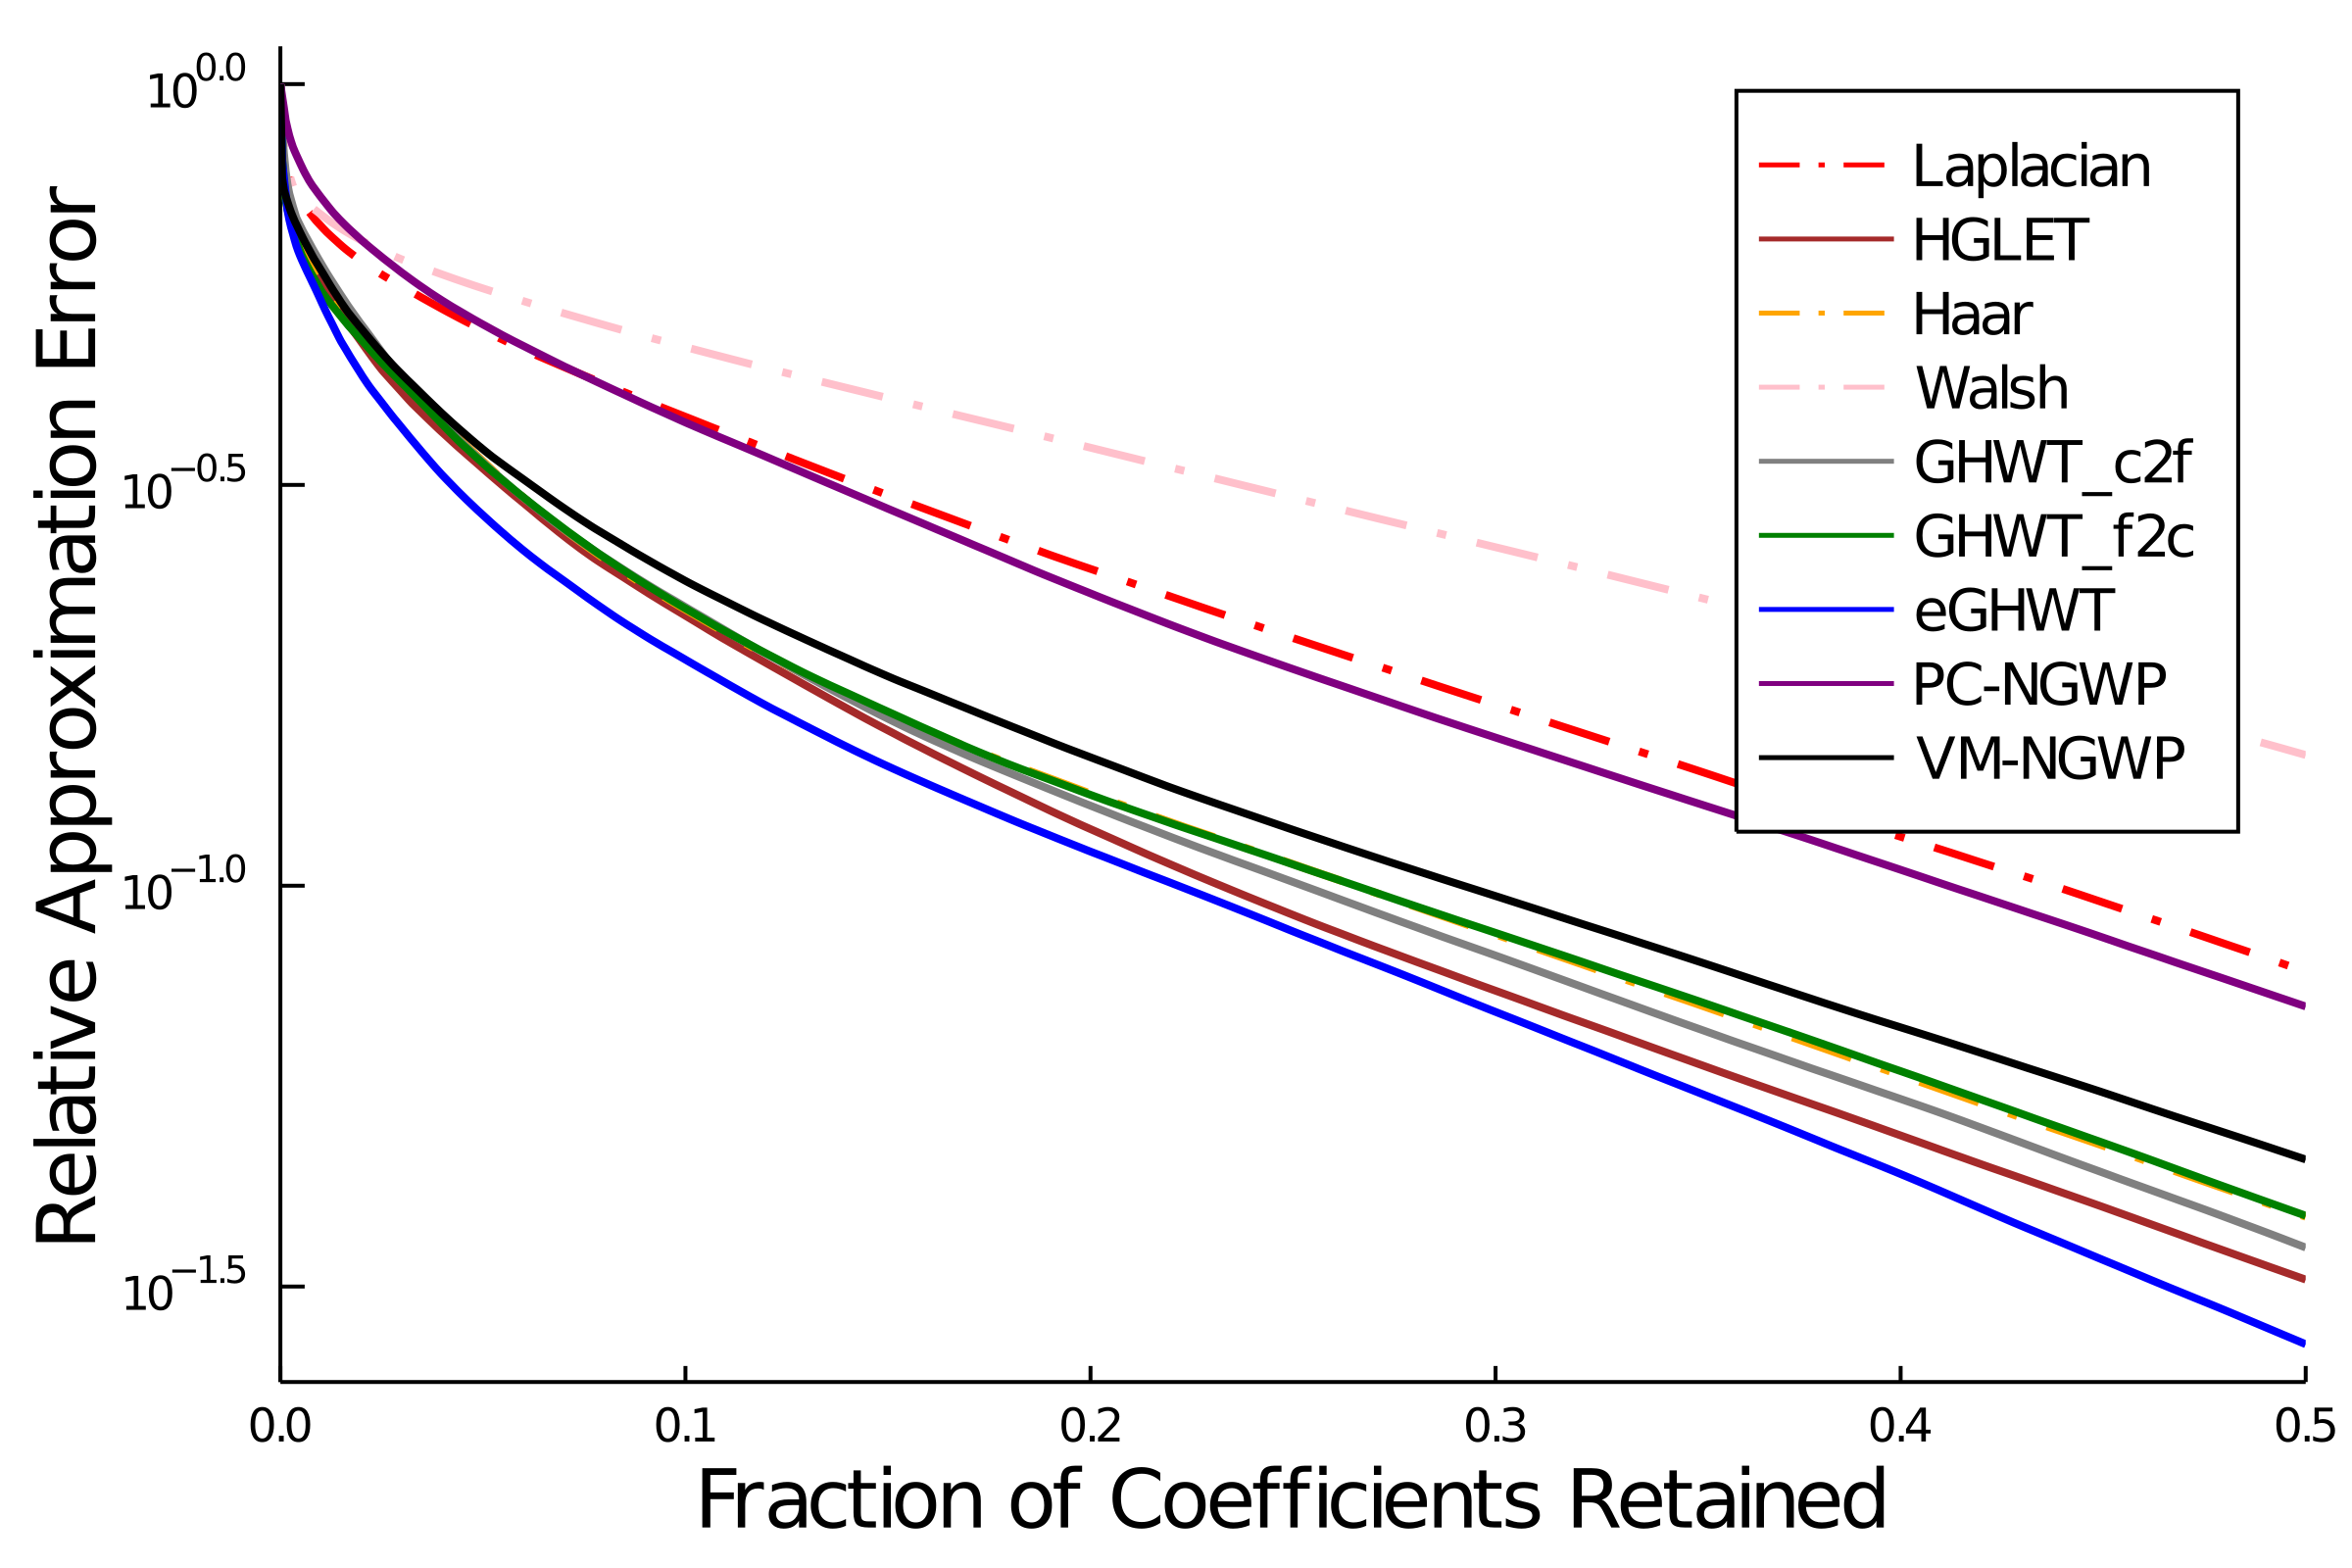 Relative Approximation Error
10^0.0
10^−0.5
10^−1.0
10^−1.5
Laplacian
HGLET
Haar
Walsh
GHWT_c2f
GHWT_f2c
eGHWT
PC-NGWP
VM-NGWP
0.0 0.1 0.2 0.3 0.4 0.5
Fraction of Coefficients Retained